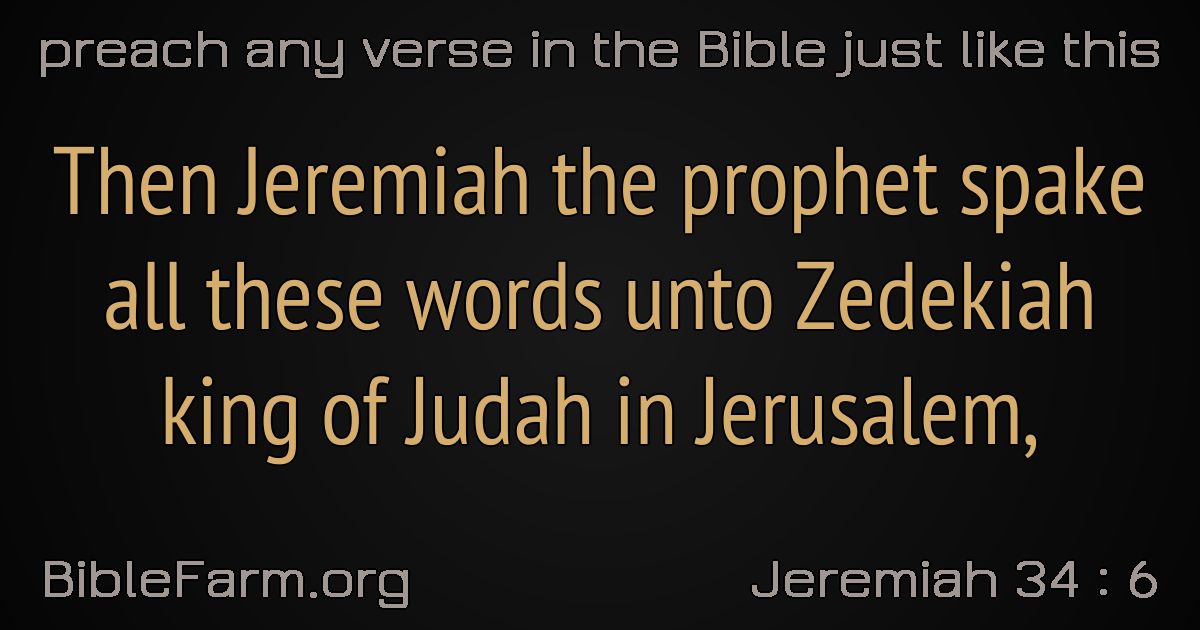 preach any verse in the Bible just like this
Then Jeremiah the prophet spake
all these words unto Zedekiah
king of Judah in Jerusalem,
BibleFarm.org
Jeremiah 34 : 6